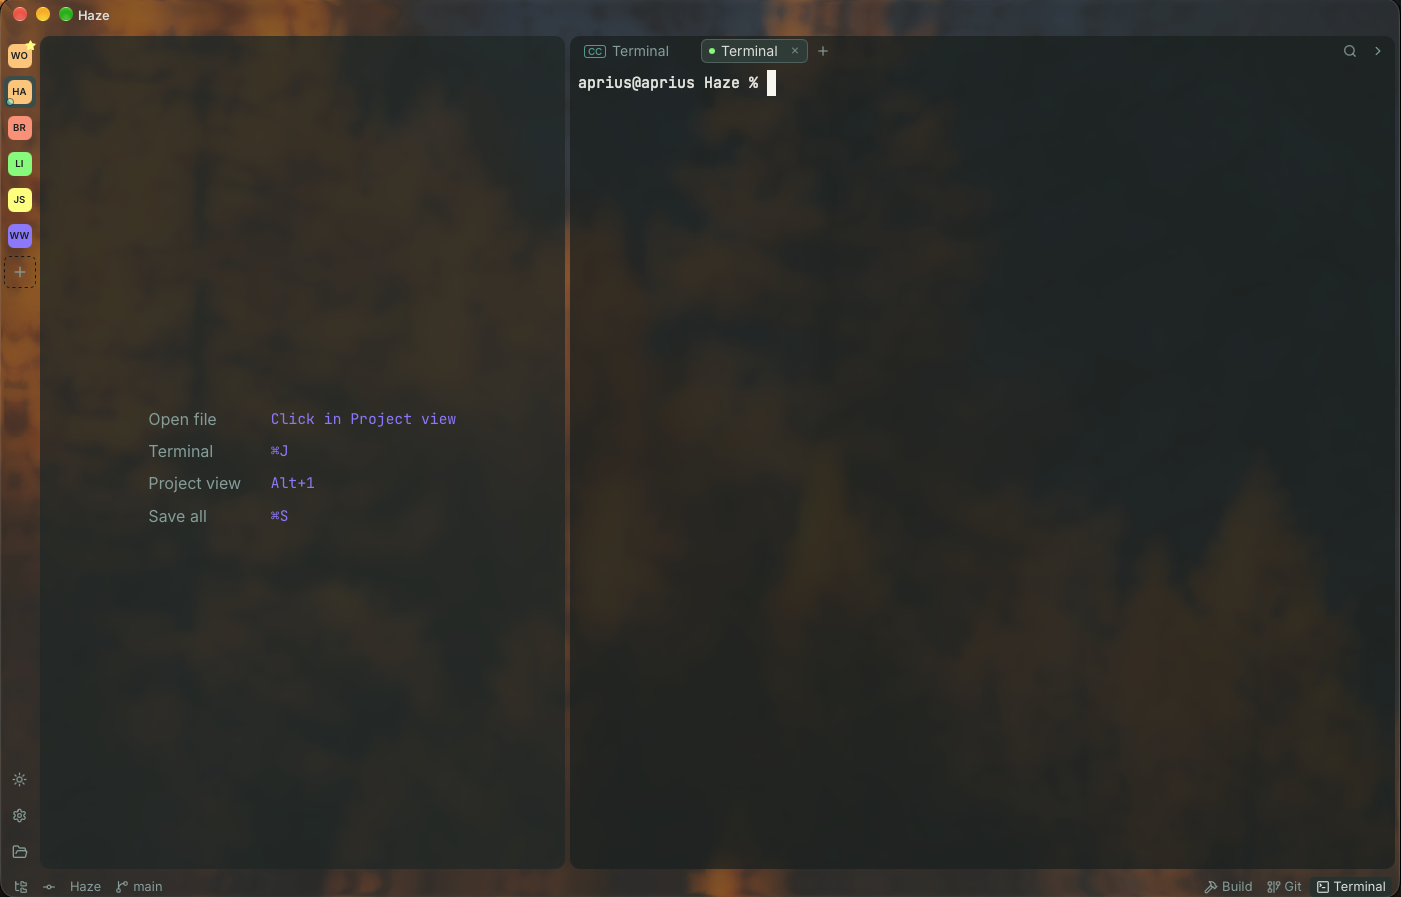 Haze
WO
HA
BR
LI
JS
WW
Open file Click in Project view
Terminal ⌘J
Project view Alt+1
Save all ⌘S
CC Terminal Terminal
aprius@aprius Haze %
Haze main
Build Git Terminal